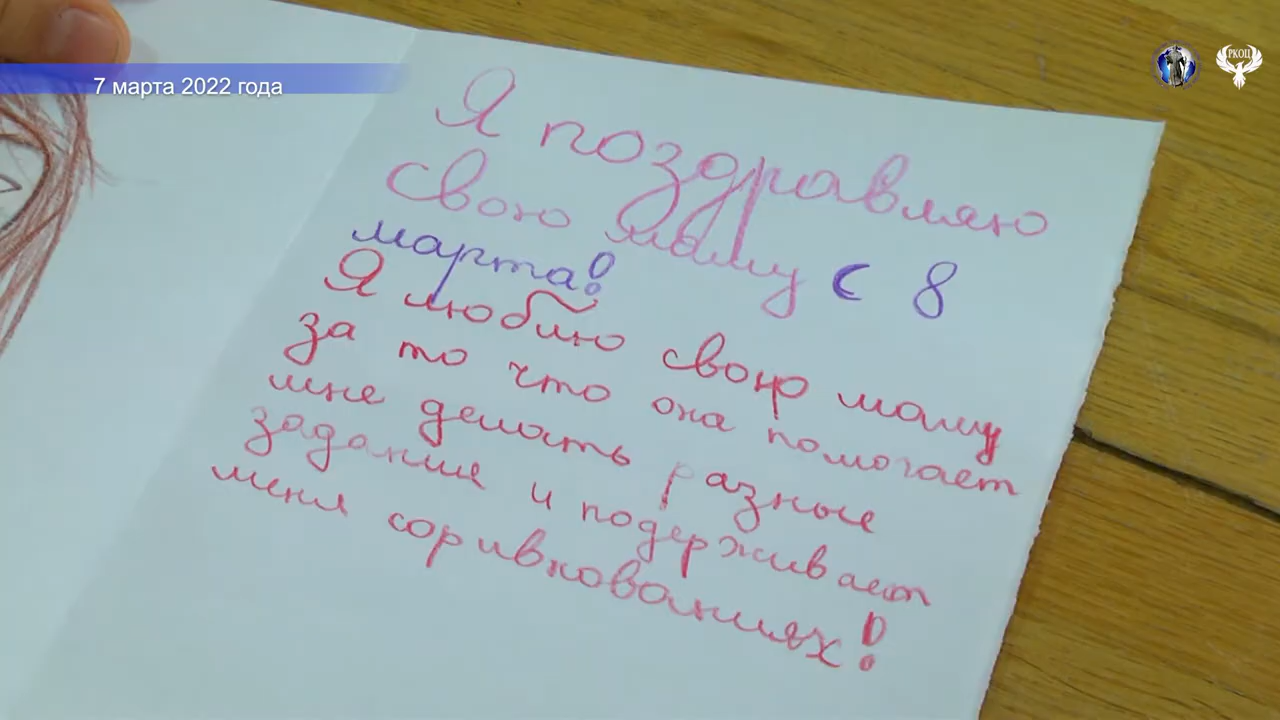 7 марта 2022 года
РКОЦ
Я поздравляю
свою маму с 8
марта!
Я люблю свою маму
за то что она помогает
мне делать разные
задание и подерживает
меня соривнованиях!